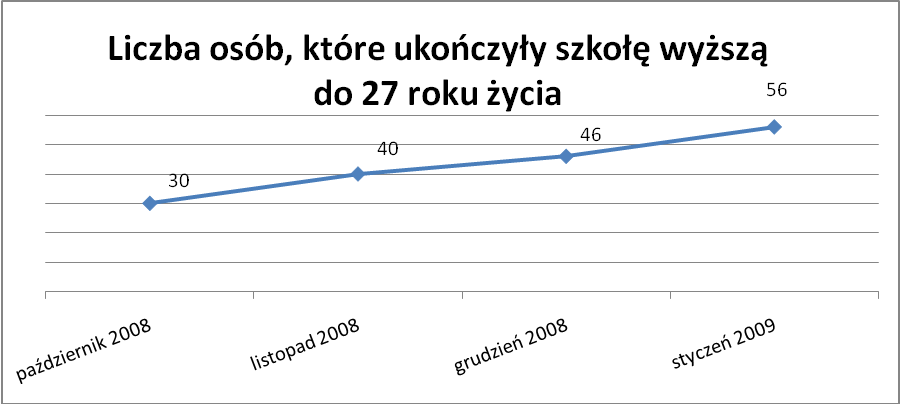 Liczba osób, które ukończyły szkołę wyższą
do 27 roku życia
30
40
46
56
październik 2008
listopad 2008
grudzień 2008
styczeń 2009